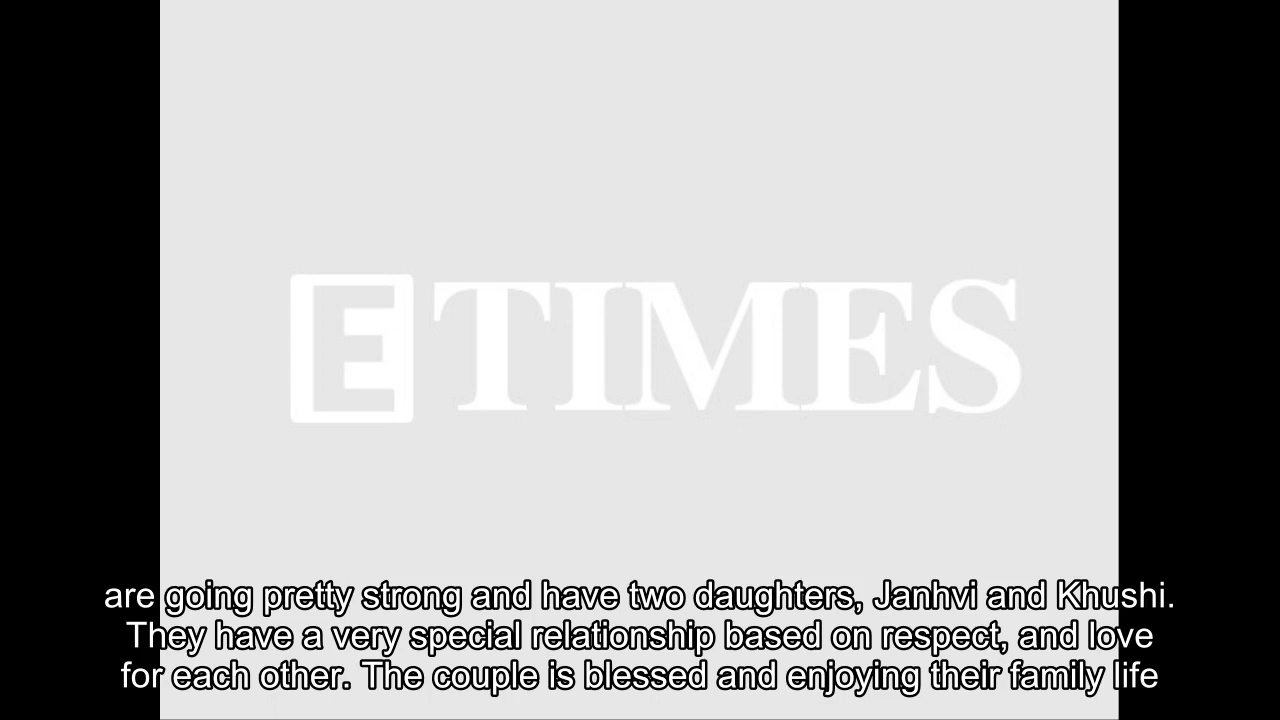 E TIMES
are going pretty strong and have two daughters, Janhvi and Khushi.
They have a very special relationship based on respect, and love
for each other. The couple is blessed and enjoying their family life